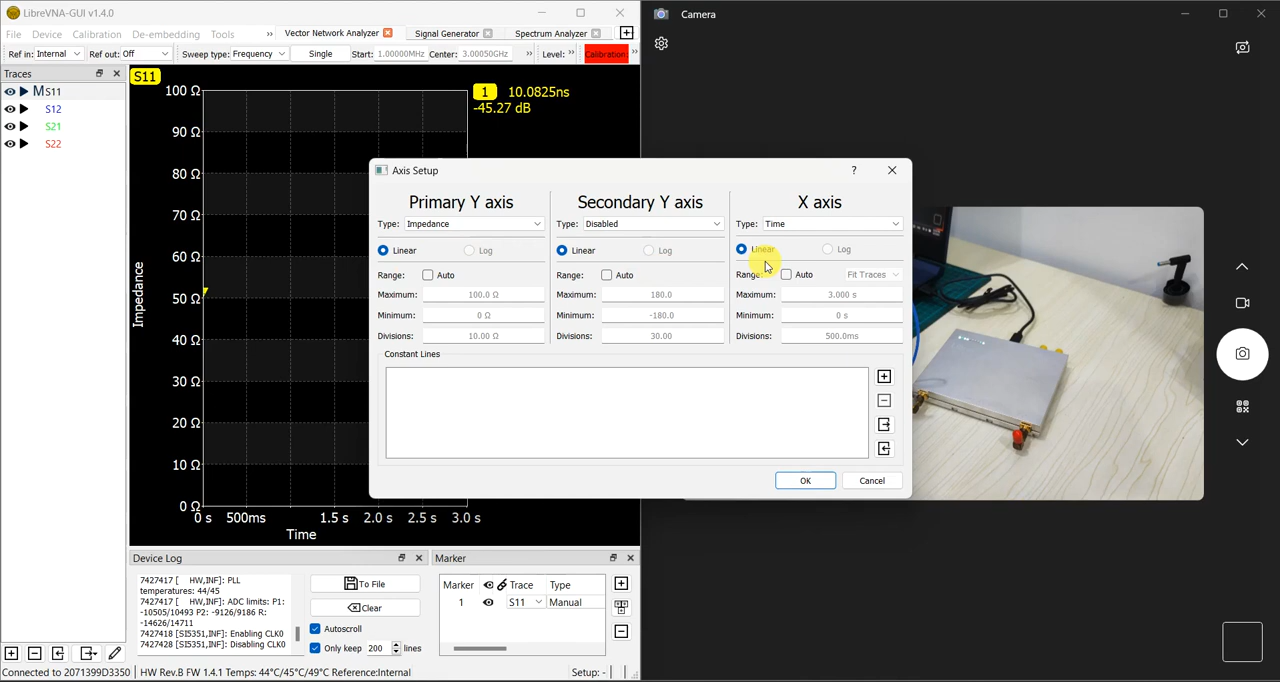 LibreVNA-GUI v1.4.0
File Device Calibration De-embedding Tools » Vector Network Analyzer Signal Generator Spectrum Analyzer
Ref in: Internal Ref out: Off Sweep type: Frequency Single Start: 1.00000MHz Center: 3.00050GHz » Level: » Calibration: »
Traces
MS11
S12
S21
S22
S11
1 10.0825ns
-45.27 dB
100 Ω
90 Ω
80 Ω
70 Ω
60 Ω
50 Ω
40 Ω
30 Ω
20 Ω
10 Ω
0 Ω
Impedance
0 s 500ms 1.5 s 2.0 s 2.5 s 3.0 s
Time
Axis Setup
Primary Y axis
Type: Impedance
Linear Log
Range: Auto
Maximum: 100.0 Ω
Minimum: 0 Ω
Divisions: 10.00 Ω
Secondary Y axis
Type: Disabled
Linear Log
Range: Auto
Maximum: 180.0
Minimum: -180.0
Divisions: 30.00
X axis
Type: Time
Linear Log
Range: Auto Fit Traces
Maximum: 3.000 s
Minimum: 0 s
Divisions: 500.0ms
Constant Lines
OK Cancel
Device Log
7427417 [ HW,INF]: PLL
temperatures: 44/45
7427417 [ HW,INF]: ADC limits: P1:
-10505/10493 P2: -9126/9186 R:
-14626/14711
7427418 [SI5351,INF]: Enabling CLK0
7427428 [SI5351,INF]: Disabling CLK0
To File
Clear
Autoscroll
Only keep 200 lines
Marker
Marker Trace Type
1 S11 Manual
Connected to 2071399D3350 HW Rev.B FW 1.4.1 Temps: 44°C/45°C/49°C Reference:Internal Setup: -
Camera